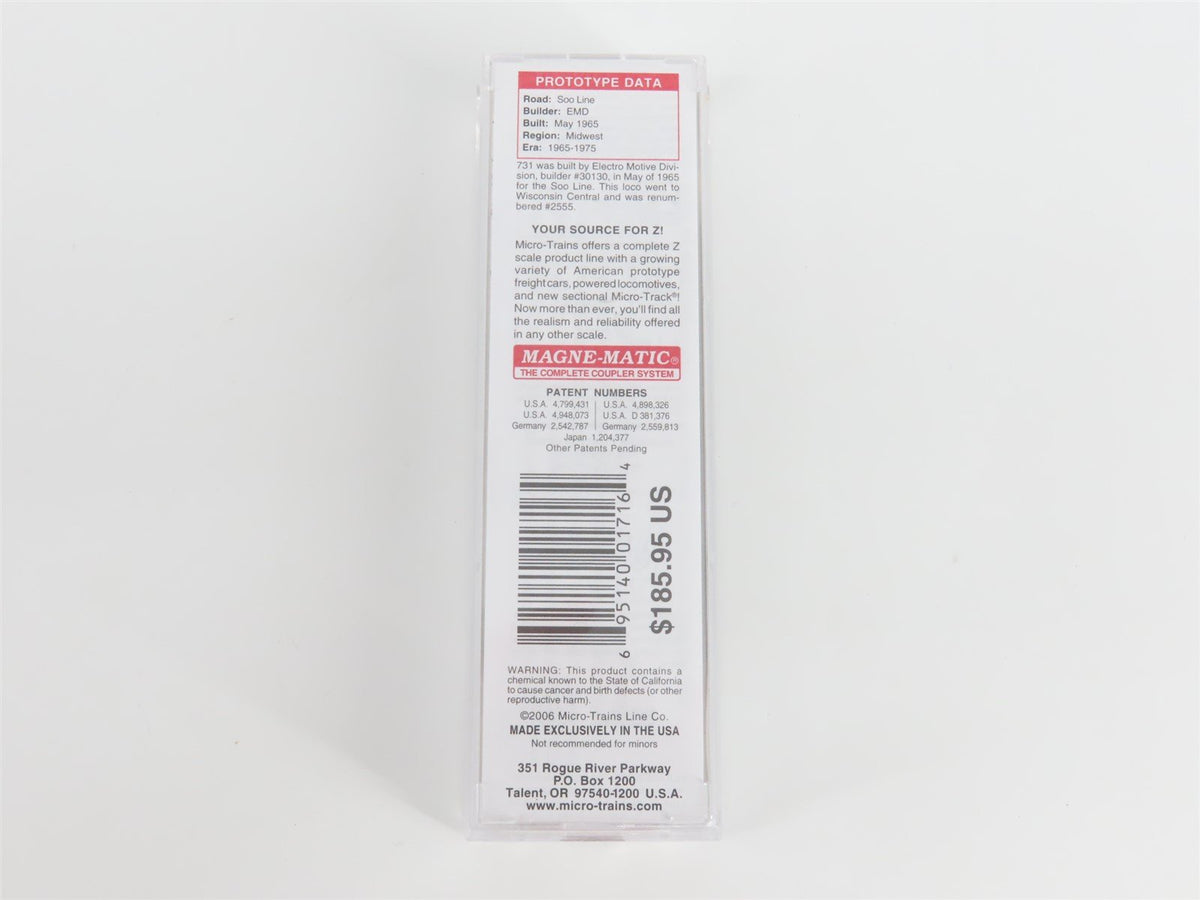 PROTOTYPE DATA
Road: Soo Line
Builder: EMD
Built: May 1965
Region: Midwest
Era: 1965-1975
731 was built by Electro Motive Divi-
sion, builder #30130, in May of 1965
for the Soo Line. This loco went to
Wisconsin Central and was renum-
bered #2555.
YOUR SOURCE FOR Z!
Micro-Trains offers a complete Z
scale product line with a growing
variety of American prototype
freight cars, powered locomotives,
and new sectional Micro-Track®!
Now more than ever, you'll find all
the realism and reliability offered
in any other scale.
MAGNE-MATIC®
THE COMPLETE COUPLER SYSTEM
PATENT NUMBERS
U.S.A. 4,799,431 | U.S.A. 4,898,326
U.S.A. 4,948,073 | U.S.A. D 381,376
Germany 2,542,787 | Germany 2,559,813
Japan 1,204,377
Other Patents Pending
6 95140 01716 4
$185.95 US
WARNING: This product contains a
chemical known to the State of California
to cause cancer and birth defects (or other
reproductive harm).
©2006 Micro-Trains Line Co.
MADE EXCLUSIVELY IN THE USA
Not recommended for minors
351 Rogue River Parkway
P.O. Box 1200
Talent, OR 97540-1200 U.S.A.
www.micro-trains.com